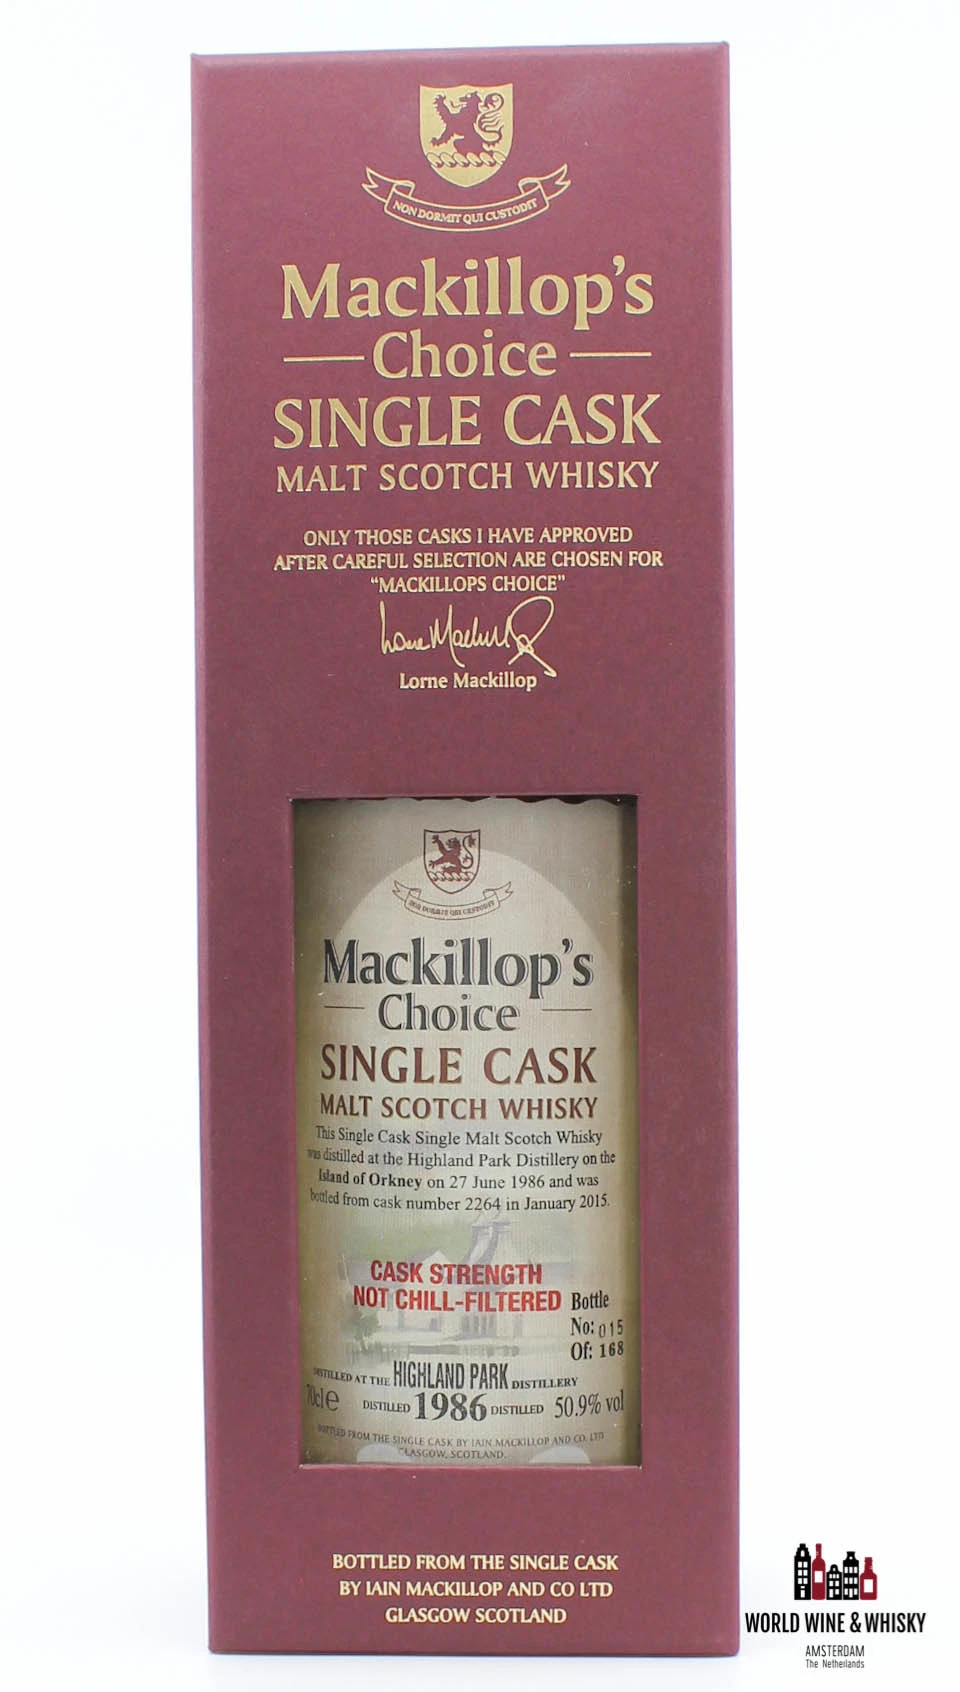 NON DORMIT QUI CUSTODIT
Mackillop's
Choice
SINGLE CASK
MALT SCOTCH WHISKY
ONLY THOSE CASKS I HAVE APPROVED
AFTER CAREFUL SELECTION ARE CHOSEN FOR
“MACKILLOPS CHOICE”
Lorne Mackillop
NON DORMIT QUI CUSTODIT
Mackillop's
Choice
SINGLE CASK
MALT SCOTCH WHISKY
This Single Cask Single Malt Scotch Whisky
was distilled at the Highland Park Distillery on the
Island of Orkney on 27 June 1986 and was
bottled from cask number 2264 in January 2015.
CASK STRENGTH
NOT CHILL-FILTERED
Bottle
No: 015
Of: 168
DISTILLED AT THE HIGHLAND PARK DISTILLERY
70cl e DISTILLED 1986 DISTILLED 50.9% vol
BOTTLED FROM THE SINGLE CASK BY IAIN MACKILLOP AND CO. LTD
GLASGOW, SCOTLAND.
BOTTLED FROM THE SINGLE CASK
BY IAIN MACKILLOP AND CO LTD
GLASGOW SCOTLAND
WORLD WINE & WHISKY
AMSTERDAM
The Netherlands